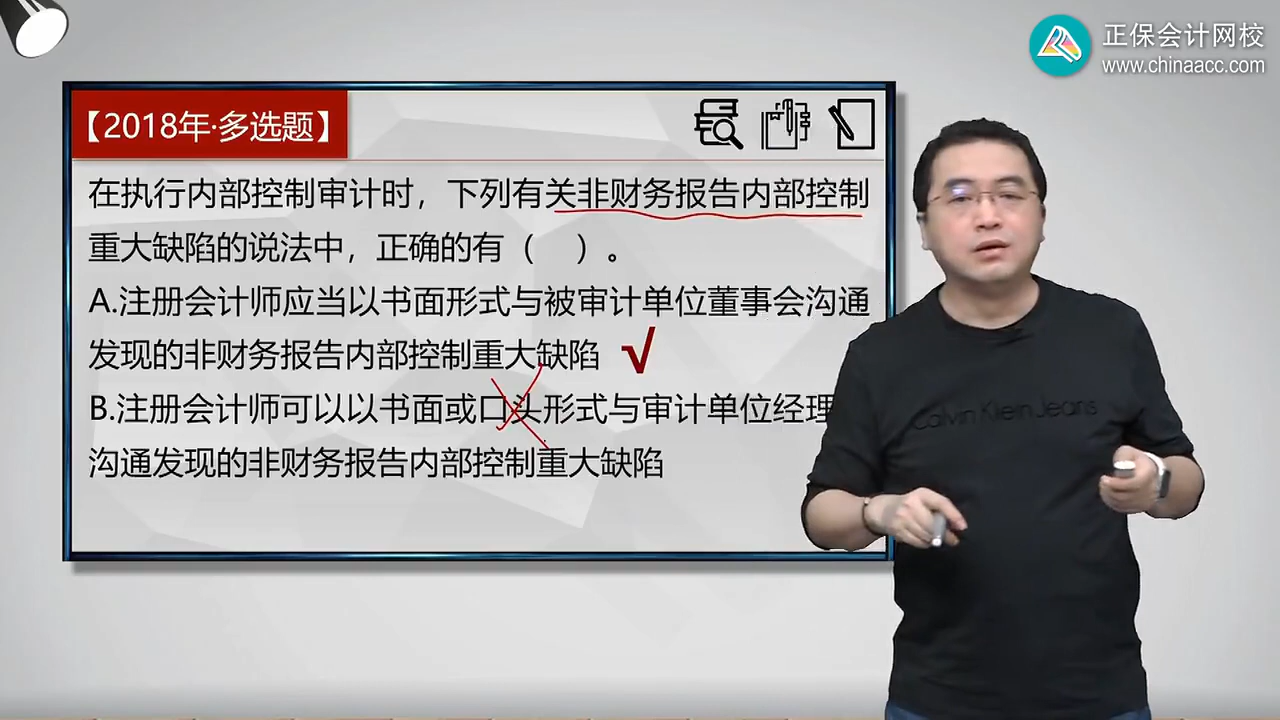 正保会计网校
www.chinaacc.com
【2018年·多选题】
在执行内部控制审计时，下列有关非财务报告内部控制
重大缺陷的说法中，正确的有（ ）。
A.注册会计师应当以书面形式与被审计单位董事会沟通
发现的非财务报告内部控制重大缺陷 √
B.注册会计师可以以书面或口头形式与审计单位经理
沟通发现的非财务报告内部控制重大缺陷
Calvin Klein Jeans